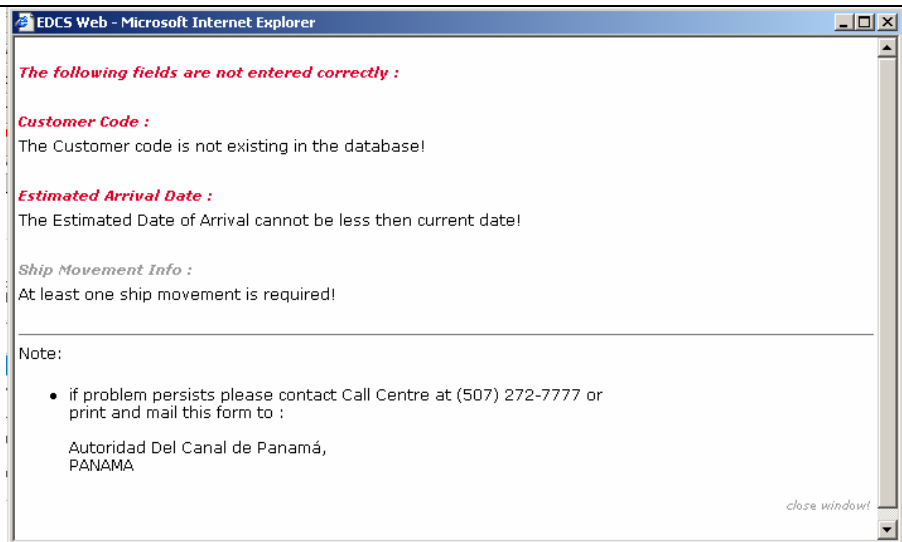 EDCS Web - Microsoft Internet Explorer
The following fields are not entered correctly :
Customer Code :
The Customer code is not existing in the database!
Estimated Arrival Date :
The Estimated Date of Arrival cannot be less then current date!
Ship Movement Info :
At least one ship movement is required!
Note:
• if problem persists please contact Call Centre at (507) 272-7777 or
print and mail this form to :
Autoridad Del Canal de Panamá,
PANAMA
close window!